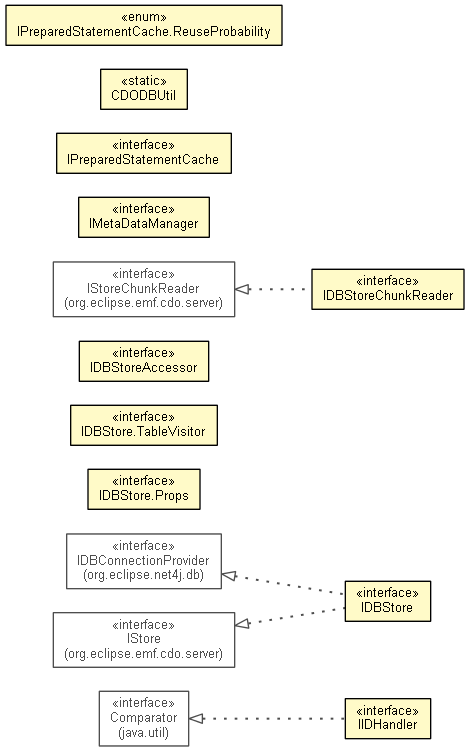 «enum»
IPreparedStatementCache.ReuseProbability
«static»
CDODBUtil
«interface»
IPreparedStatementCache
«interface»
IMetaDataManager
«interface»
IStoreChunkReader
(org.eclipse.emf.cdo.server)
«interface»
IDBStoreChunkReader
«interface»
IDBStoreAccessor
«interface»
IDBStore.TableVisitor
«interface»
IDBStore.Props
«interface»
IDBConnectionProvider
(org.eclipse.net4j.db)
«interface»
IDBStore
«interface»
IStore
(org.eclipse.emf.cdo.server)
«interface»
Comparator
(java.util)
«interface»
IIDHandler